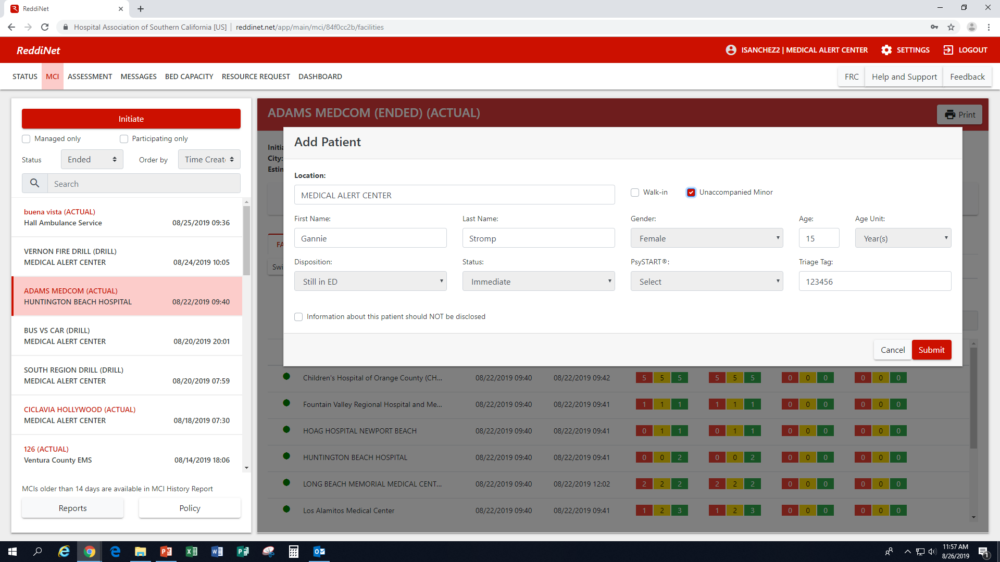 ReddiNet
Hospital Association of Southern California [US] | reddinet.net/app/main/mci/84f0cc2b/facilities
ReddiNet
ISANCHEZ2 | MEDICAL ALERT CENTER
SETTINGS
LOGOUT
STATUS MCI ASSESSMENT MESSAGES BED CAPACITY RESOURCE REQUEST DASHBOARD
FRC Help and Support Feedback
Initiate
Managed only Participating only
Status Ended Order by Time Creat
Search
buena vista (ACTUAL)
Hall Ambulance Service 08/25/2019 09:36
VERNON FIRE DRILL (DRILL)
MEDICAL ALERT CENTER 08/24/2019 10:05
ADAMS MEDCOM (ACTUAL)
HUNTINGTON BEACH HOSPITAL 08/22/2019 09:40
BUS VS CAR (DRILL)
MEDICAL ALERT CENTER 08/20/2019 20:01
SOUTH REGION DRILL (DRILL)
MEDICAL ALERT CENTER 08/20/2019 07:59
CICLAVIA HOLLYWOOD (ACTUAL)
MEDICAL ALERT CENTER 08/18/2019 07:30
126 (ACTUAL)
Ventura County EMS 08/14/2019 18:06
MCIs older than 14 days are available in MCI History Report
Reports Policy
ADAMS MEDCOM (ENDED) (ACTUAL)
Print
Initia
City:
Estin
FA
Swi
Add Patient
Location:
MEDICAL ALERT CENTER
Walk-in Unaccompanied Minor
First Name: Last Name: Gender: Age: Age Unit:
Gannie Stromp Female 15 Year(s)
Disposition: Status: PsySTART®: Triage Tag:
Still in ED Immediate Select 123456
Information about this patient should NOT be disclosed
Cancel Submit
Children's Hospital of Orange County (CH... 08/22/2019 09:40 08/22/2019 09:42 5 5 5 5 5 5 0 0 0 0 0 0
Fountain Valley Regional Hospital and Me... 08/22/2019 09:40 08/22/2019 09:41 1 1 1 1 1 1 0 0 0 0 0 0
HOAG HOSPITAL NEWPORT BEACH 08/22/2019 09:40 08/22/2019 09:41 0 1 1 0 1 1 0 0 0 0 0 0
HUNTINGTON BEACH HOSPITAL 08/22/2019 09:40 08/22/2019 09:41 0 0 2 0 0 2 0 0 0 0 0 0
LONG BEACH MEMORIAL MEDICAL CENT... 08/22/2019 09:40 08/22/2019 12:02 2 2 2 2 2 2 0 0 0 0 0 0
Los Alamitos Medical Center 08/22/2019 09:40 08/22/2019 09:41 1 2 3 1 2 3 0 0 0 0 0 0
11:57 AM
8/26/2019
1